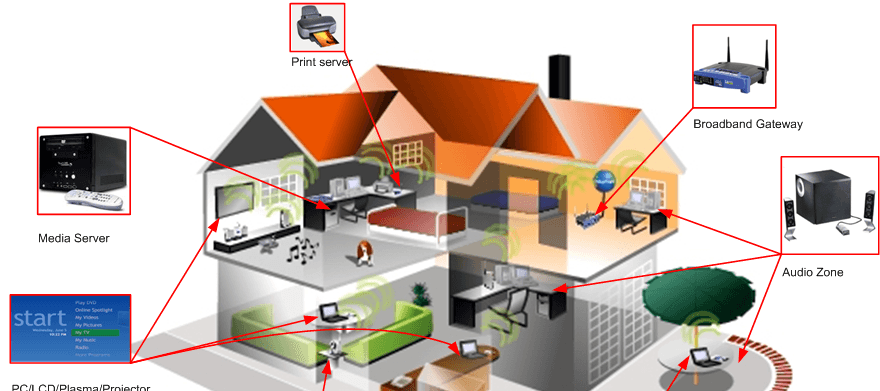 Print server
Broadband Gateway
Media Server
Audio Zone
start
Play DVD
Online Spotlight
My Videos
My Pictures
My TV
My Music
Radio
PC/LCD/Plasma/Projector